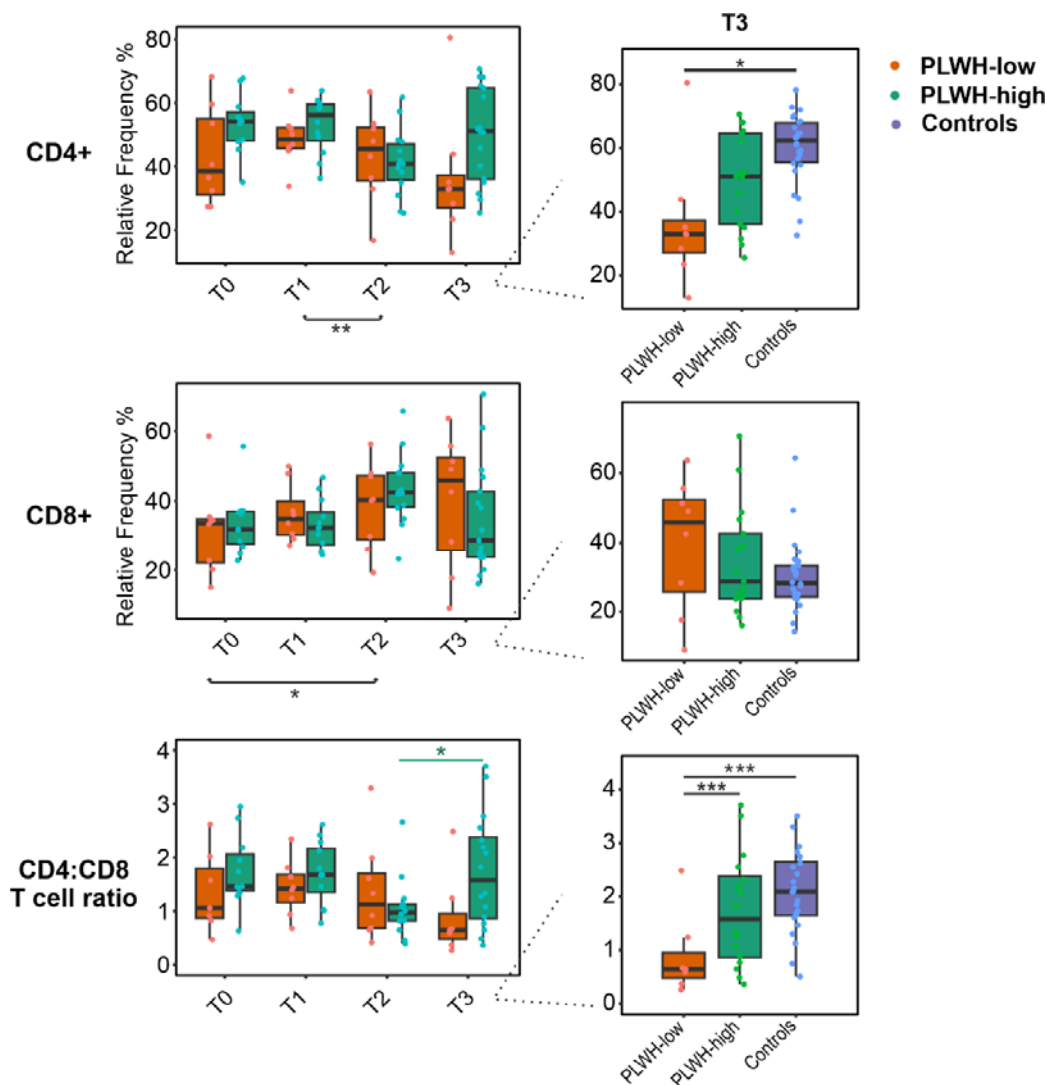 T3
PLWH-low
PLWH-high
Controls
CD4+
Relative Frequency %
80
60
40
20
T0
T1
T2
T3
**
*
80
60
40
20
PLWH-low
PLWH-high
Controls
CD8+
Relative Frequency %
60
40
20
T0
T1
T2
T3
*
60
40
20
PLWH-low
PLWH-high
Controls
CD4:CD8
T cell ratio
4
3
2
1
0
*
T0
T1
T2
T3
4
3
2
1
0
***
***
PLWH-low
PLWH-high
Controls